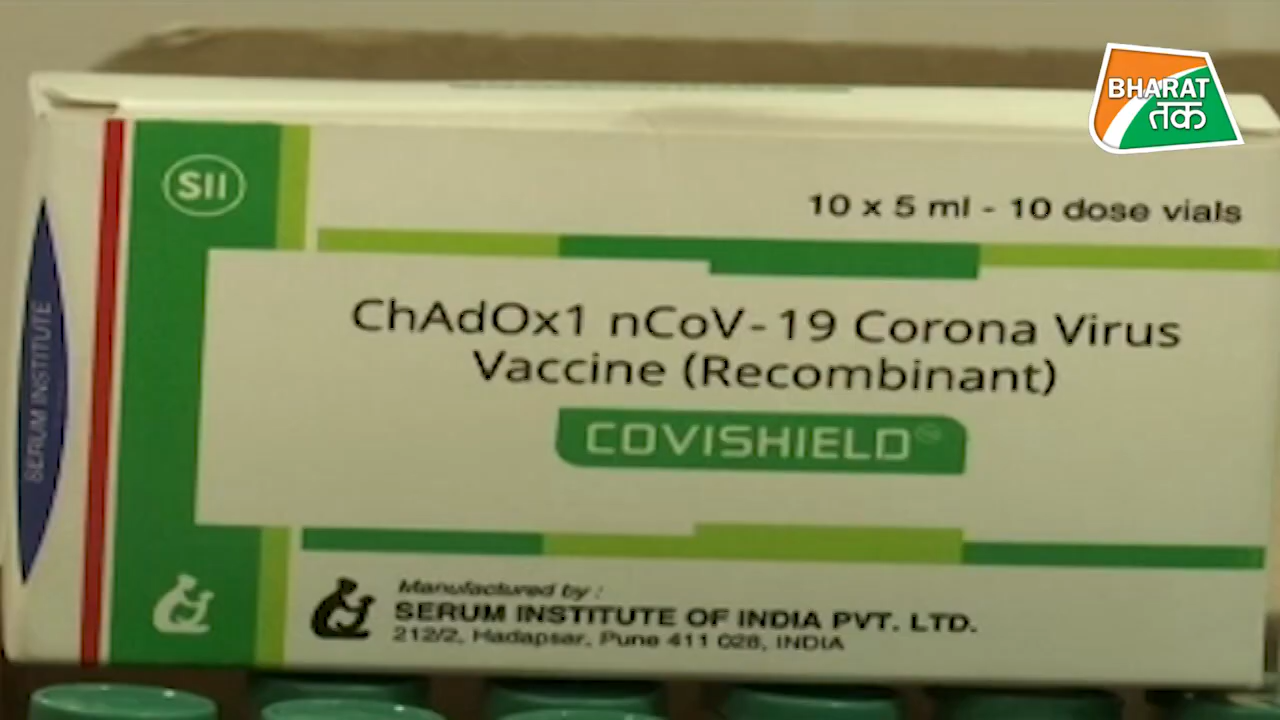 BHARAT
तक
SII
10 x 5 ml - 10 dose vials
ChAdOx1 nCoV-19 Corona Virus
Vaccine (Recombinant)
COVISHIELD
SERUM INSTITUTE
Manufactured by :
SERUM INSTITUTE OF INDIA PVT. LTD.
212/2, Hadapsar, Pune 411 028, INDIA